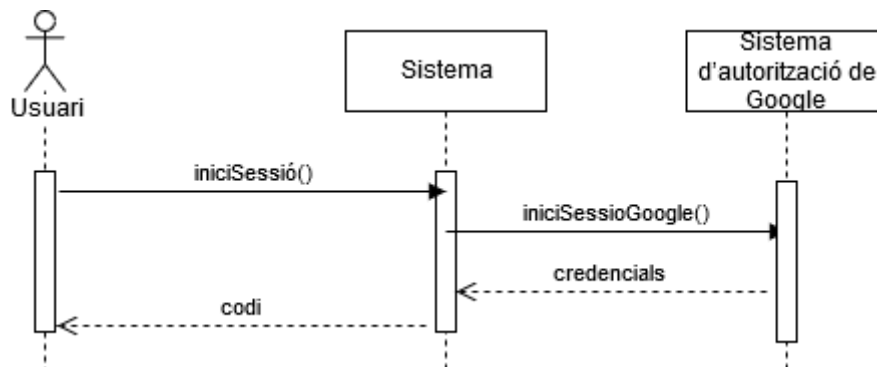 Usuari
Sistema
Sistema
d'autorització de
Google
iniciSessió()
iniciSessioGoogle()
credencials
codi